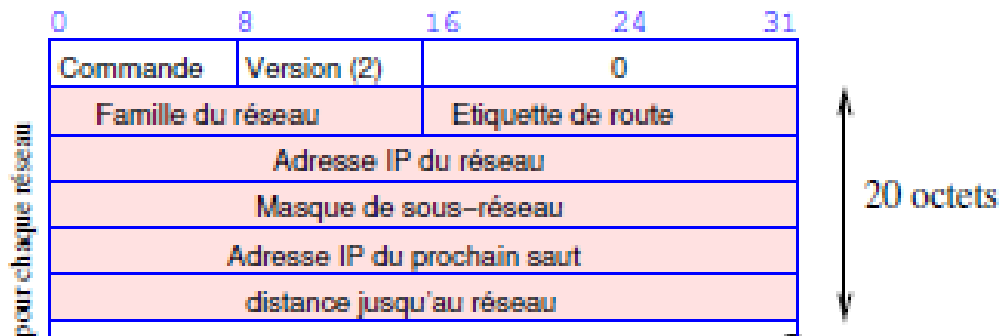 0 8 16 24 31
Commande Version (2) 0
Famille du réseau Etiquette de route
Adresse IP du réseau
Masque de sous-réseau
Adresse IP du prochain saut
distance jusqu'au réseau
pour chaque réseau
20 octets